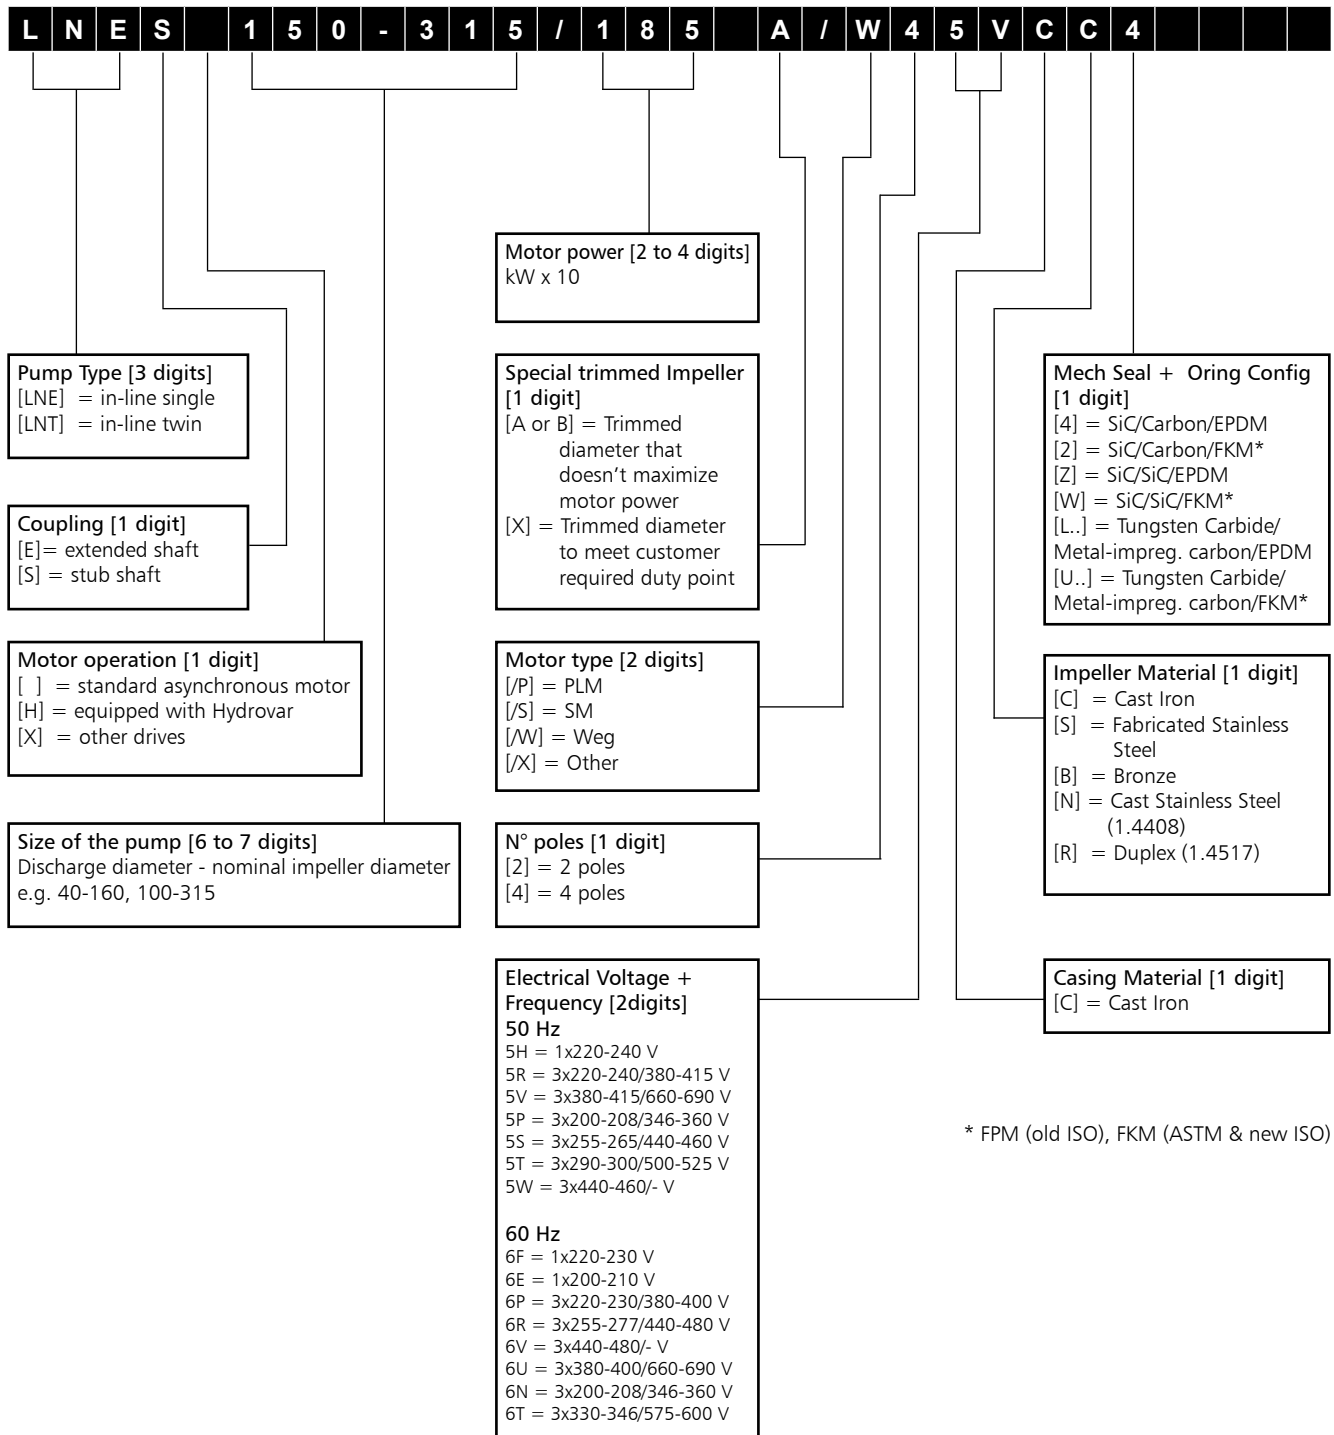 L N E S 1 5 0 - 3 1 5 / 1 8 5 A / W 4 5 V C C 4
Motor power [2 to 4 digits]
kW x 10
Pump Type [3 digits]
[LNE] = in-line single
[LNT] = in-line twin
Coupling [1 digit]
[E]= extended shaft
[S] = stub shaft
Motor operation [1 digit]
[ ] = standard asynchronous motor
[H] = equipped with Hydrovar
[X] = other drives
Size of the pump [6 to 7 digits]
Discharge diameter - nominal impeller diameter
e.g. 40-160, 100-315
Special trimmed Impeller
[1 digit]
[A or B] = Trimmed
diameter that
doesn't maximize
motor power
[X] = Trimmed diameter
to meet customer
required duty point
Motor type [2 digits]
[/P] = PLM
[/S] = SM
[/W] = Weg
[/X] = Other
N° poles [1 digit]
[2] = 2 poles
[4] = 4 poles
Electrical Voltage +
Frequency [2digits]
50 Hz
5H = 1x220-240 V
5R = 3x220-240/380-415 V
5V = 3x380-415/660-690 V
5P = 3x200-208/346-360 V
5S = 3x255-265/440-460 V
5T = 3x290-300/500-525 V
5W = 3x440-460/- V
60 Hz
6F = 1x220-230 V
6E = 1x200-210 V
6P = 3x220-230/380-400 V
6R = 3x255-277/440-480 V
6V = 3x440-480/- V
6U = 3x380-400/660-690 V
6N = 3x200-208/346-360 V
6T = 3x330-346/575-600 V
Mech Seal + Oring Config
[1 digit]
[4] = SiC/Carbon/EPDM
[2] = SiC/Carbon/FKM*
[Z] = SiC/SiC/EPDM
[W] = SiC/SiC/FKM*
[L..] = Tungsten Carbide/
Metal-impreg. carbon/EPDM
[U..] = Tungsten Carbide/
Metal-impreg. carbon/FKM*
Impeller Material [1 digit]
[C] = Cast Iron
[S] = Fabricated Stainless
Steel
[B] = Bronze
[N] = Cast Stainless Steel
(1.4408)
[R] = Duplex (1.4517)
Casing Material [1 digit]
[C] = Cast Iron
* FPM (old ISO), FKM (ASTM & new ISO)